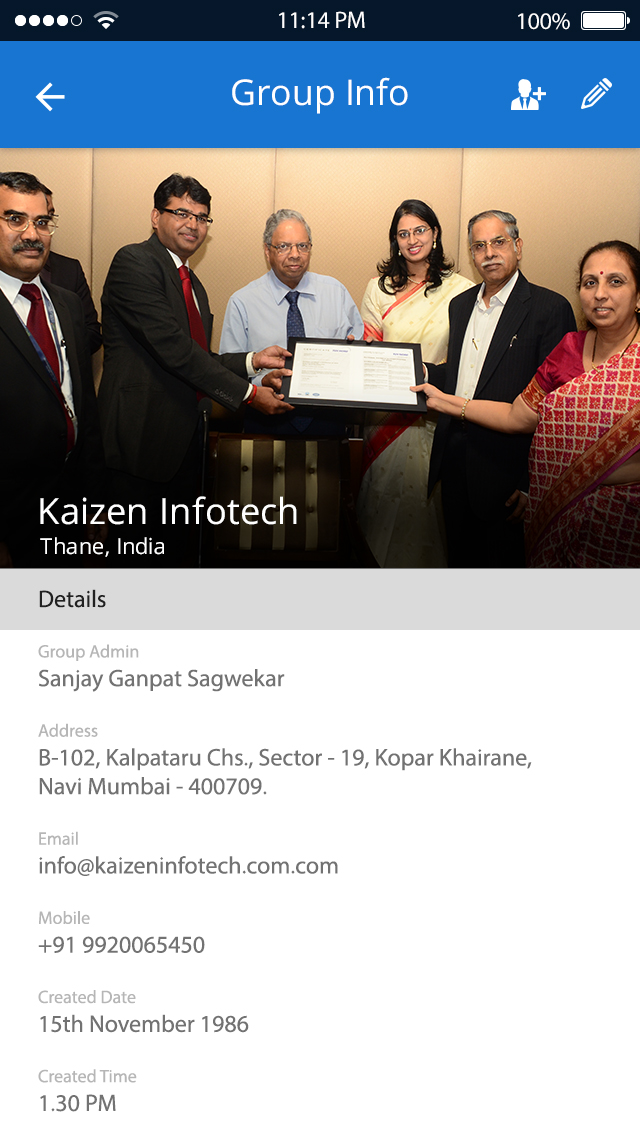 11:14 PM 100%
Group Info
Kaizen Infotech
Thane, India
Details
Group Admin
Sanjay Ganpat Sagwekar
Address
B-102, Kalpataru Chs., Sector - 19, Kopar Khairane,
Navi Mumbai - 400709.
Email
info@kaizeninfotech.com.com
Mobile
+91 9920065450
Created Date
15th November 1986
Created Time
1.30 PM